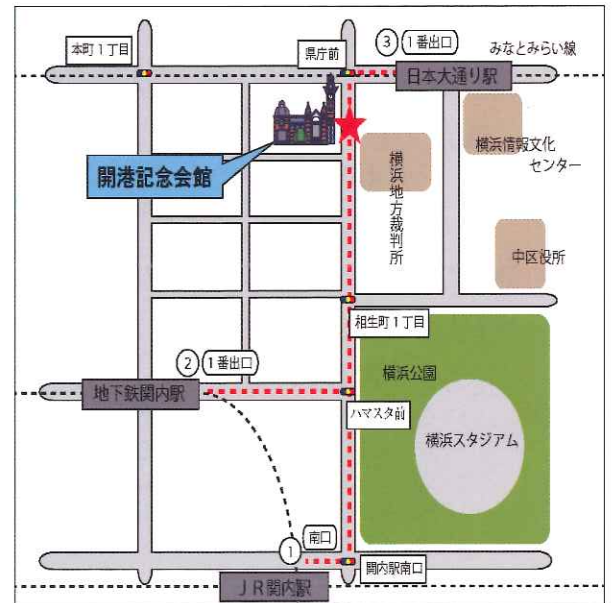 ③ 1番出口
みなとみらい線
本町1丁目
県庁前
日本大通り駅
開港記念会館
横浜地方裁判所
横浜情報文化
センター
中区役所
相生町1丁目
② 1番出口
地下鉄関内駅
横浜公園
ハマスタ前
横浜スタジアム
① 南口
関内駅南口
JR関内駅